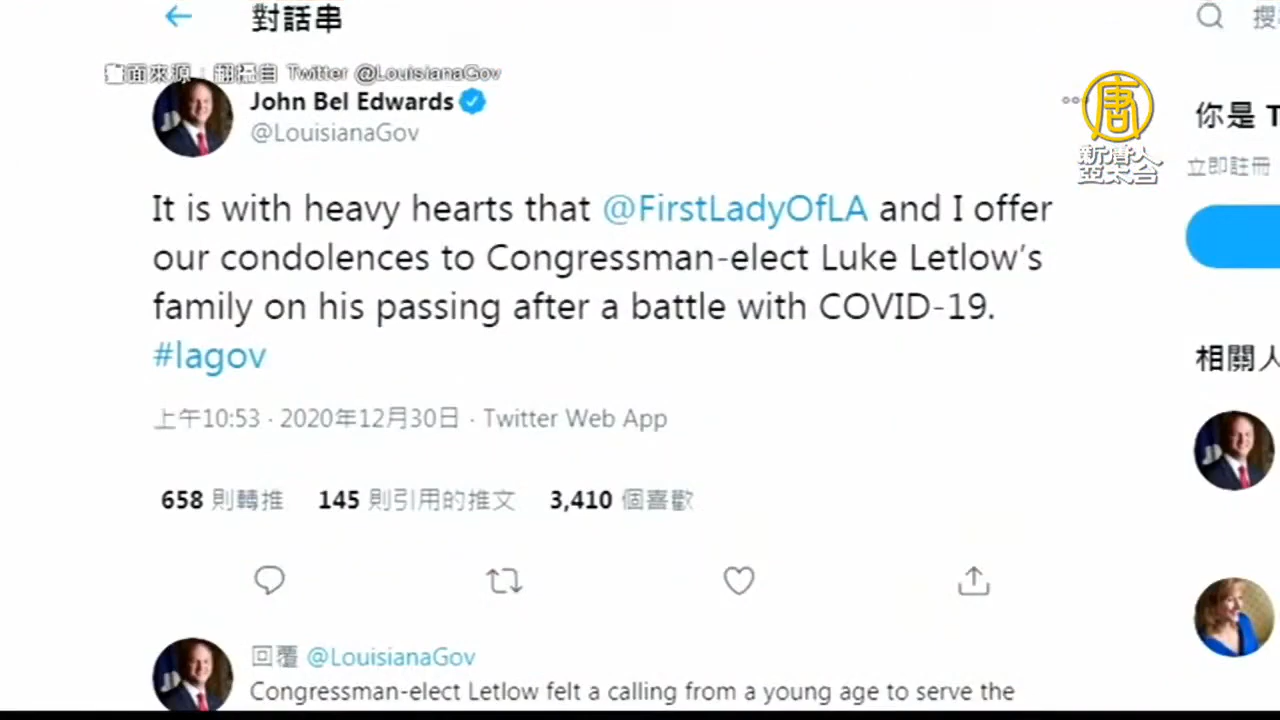 對話串
搜
畫面來源：翻攝自 Twitter @LouisianaGov
John Bel Edwards
@LouisianaGov
唐
新唐人
亞太台
你是 T
立即註冊
It is with heavy hearts that @FirstLadyOfLA and I offer
our condolences to Congressman-elect Luke Letlow’s
family on his passing after a battle with COVID-19.
#lagov
相關人
上午10:53 · 2020年12月30日 · Twitter Web App
658 則轉推 145 則引用的推文 3,410 個喜歡
回覆 @LouisianaGov
Congressman-elect Letlow felt a calling from a young age to serve the